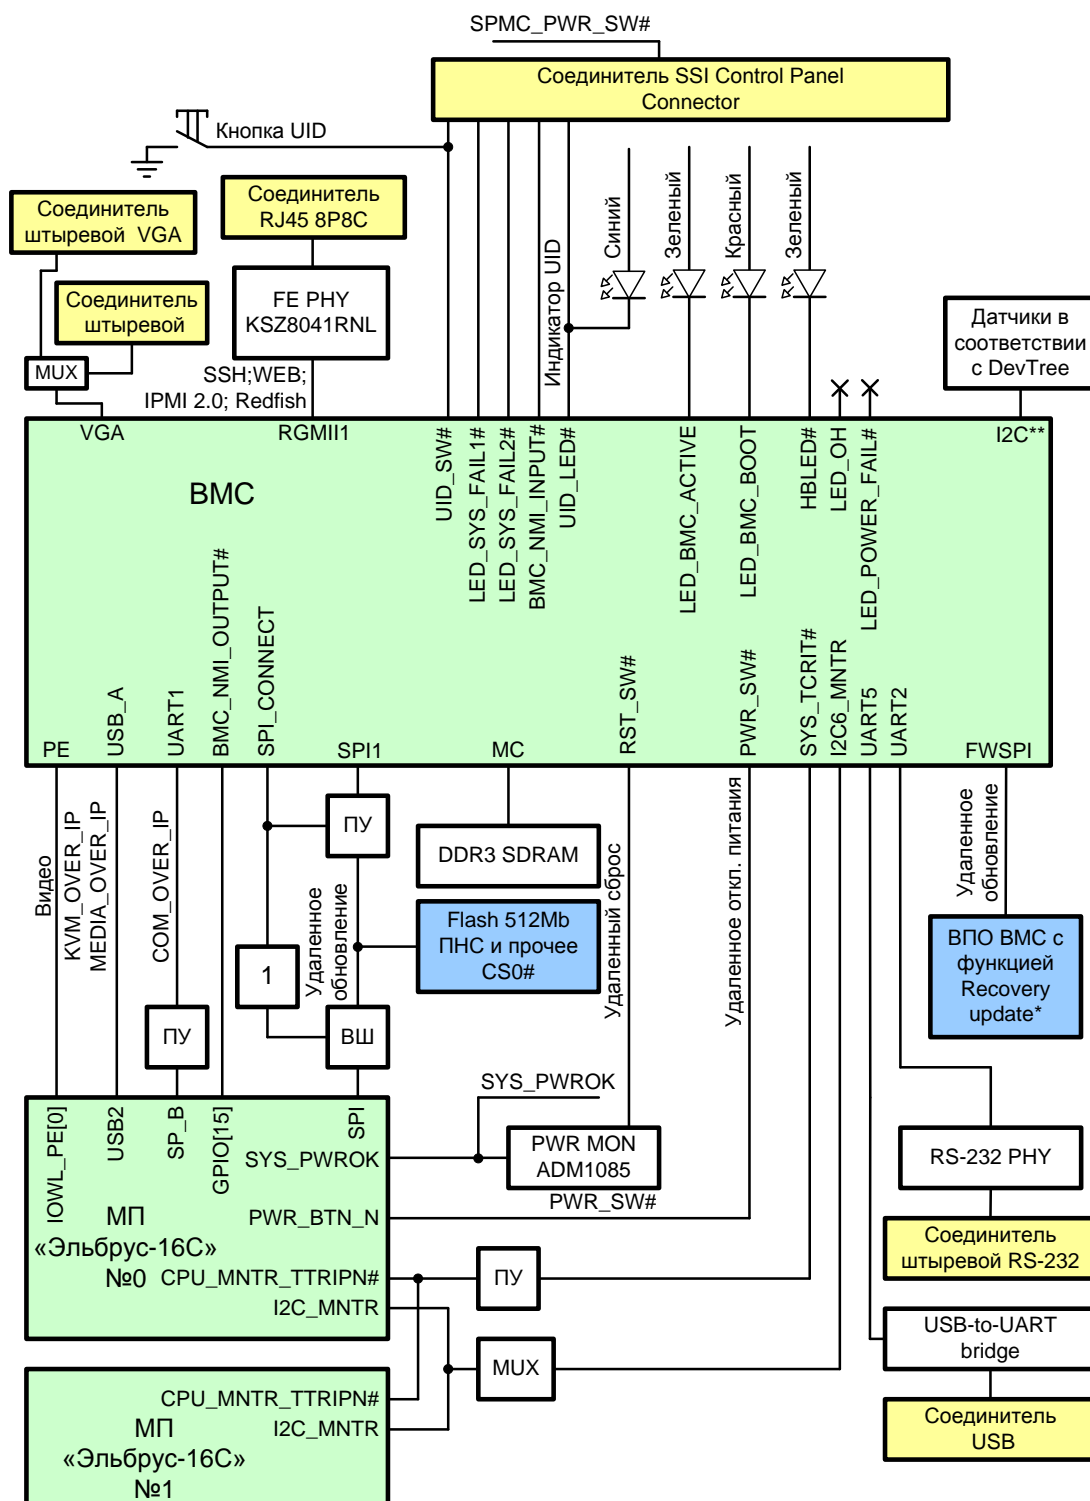 SPMC_PWR_SW#
Соединитель SSI Control Panel
Connector
Кнопка UID
Соединитель
штыревой VGA
Соединитель
RJ45 8P8C
Соединитель
штыревой
FE PHY
KSZ8041RNL
MUX
SSH;WEB;
IPMI 2.0; Redfish
Индикатор UID
Синий
Зеленый
Красный
Зеленый
Датчики в
соответствии
с DevTree
VGA
RGMII1
UID_SW#
LED_SYS_FAIL1#
LED_SYS_FAIL2#
BMC_NMI_INPUT#
UID_LED#
LED_BMC_ACTIVE
LED_BMC_BOOT
HBLED#
LED_OH
LED_POWER_FAIL#
I2C**
BMC
PE
USB_A
UART1
BMC_NMI_OUTPUT#
SPI_CONNECT
SPI1
MC
RST_SW#
PWR_SW#
SYS_TCRIT#
I2C6_MNTR
UART5
UART2
FWSPI
Видео
KVM_OVER_IP
MEDIA_OVER_IP
COM_OVER_IP
Удаленное
обновление
ПУ
DDR3 SDRAM
Flash 512Mb
ПНС и прочее
CS0#
Удаленный сброс
Удаленное откл. питания
Удаленное
обновление
ВПО BMC с
функцией
Recovery
update*
1
ПУ
ВШ
IOWL_PE[0]
USB2
SP_B
GPIO[15]
SPI
SYS_PWROK
SYS_PWROK
PWR MON
ADM1085
PWR_SW#
PWR_BTN_N
МП
«Эльбрус-16С»
№0
CPU_MNTR_TTRIPN#
I2C_MNTR
ПУ
MUX
RS-232 PHY
Соединитель
штыревой RS-232
USB-to-UART
bridge
Соединитель
USB
CPU_MNTR_TTRIPN#
I2C_MNTR
МП
«Эльбрус-16С»
№1